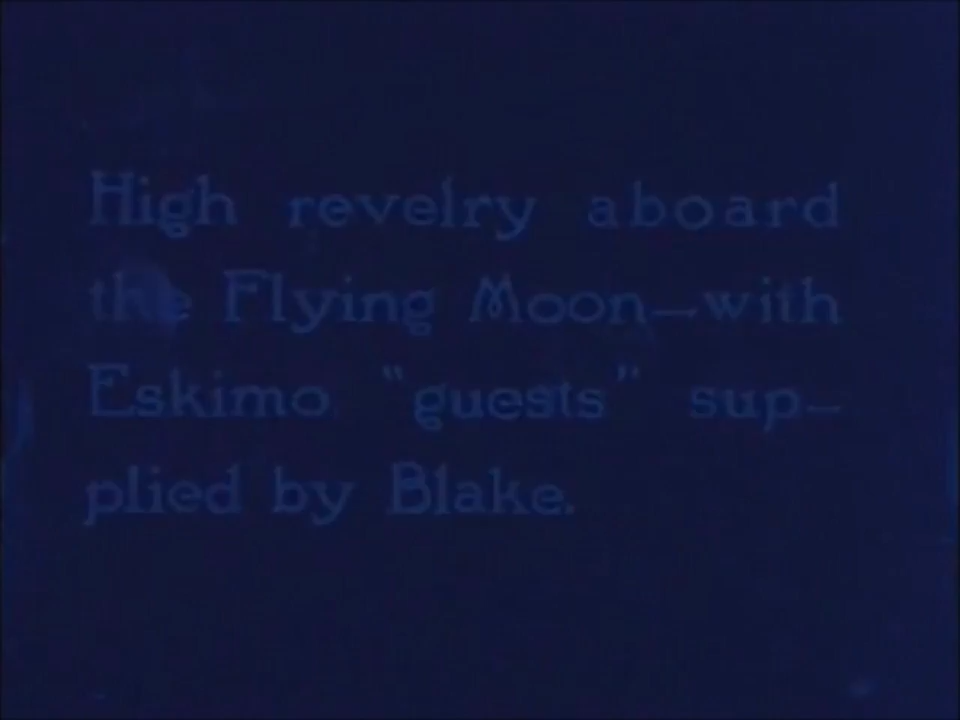 High revelry aboard
the Flying Moon—with
Eskimo "guests" sup-
plied by Blake.